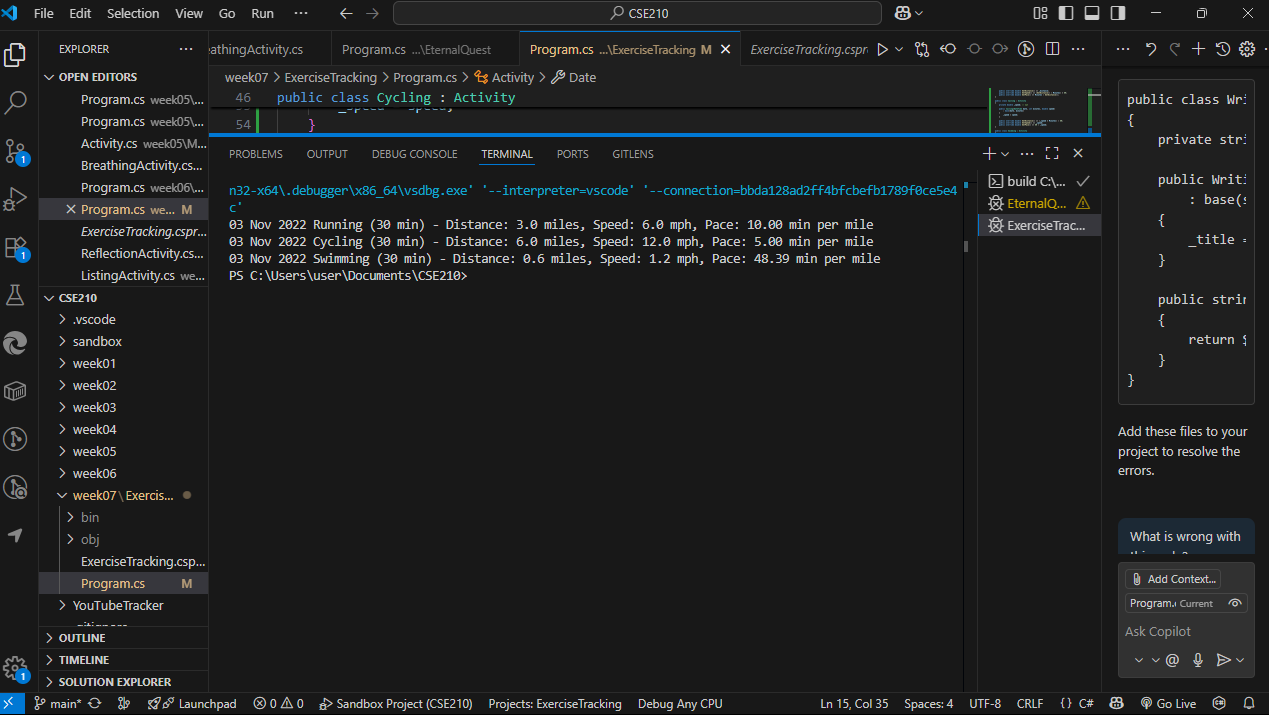 File Edit Selection View Go Run ··· CSE210
EXPLORER ···
OPEN EDITORS
Program.cs week05\...
Program.cs week05\...
Activity.cs week05\M...
BreathingActivity.cs...
Program.cs week06\...
Program.cs we... M
ExerciseTracking.cspr...
ReflectionActivity.cs...
ListingActivity.cs we...
CSE210
.vscode
sandbox
week01
week02
week03
week04
week05
week06
week07\Exercis...
bin
obj
ExerciseTracking.csp...
Program.cs M
YouTubeTracker
.gitignore
OUTLINE
TIMELINE
SOLUTION EXPLORER
1
1
1
eathingActivity.cs Program.cs ...\EternalQuest Program.cs ...\ExerciseTracking M ExerciseTracking.cspr
week07 > ExerciseTracking > Program.cs > Activity > Date
46 public class Cycling : Activity
54 }
PROBLEMS OUTPUT DEBUG CONSOLE TERMINAL PORTS GITLENS
n32-x64\.debugger\x86_64\vsdbg.exe' '--interpreter=vscode' '--connection=bbda128ad2ff4bfcbefb1789f0ce5e4
c'
03 Nov 2022 Running (30 min) - Distance: 3.0 miles, Speed: 6.0 mph, Pace: 10.00 min per mile
03 Nov 2022 Cycling (30 min) - Distance: 6.0 miles, Speed: 12.0 mph, Pace: 5.00 min per mile
03 Nov 2022 Swimming (30 min) - Distance: 0.6 miles, Speed: 1.2 mph, Pace: 48.39 min per mile
PS C:\Users\user\Documents\CSE210>
build C:\...
EternalQ...
ExerciseTrac...
public class Wri
{
private stri
public Writi
: base(s
{
_title =
}
public strin
{
return $
}
}
Add these files to your
project to resolve the
errors.
What is wrong with
Add Context...
Program. Current
Ask Copilot
main* Launchpad 0 0 Sandbox Project (CSE210) Projects: ExerciseTracking Debug Any CPU Ln 15, Col 35 Spaces: 4 UTF-8 CRLF {} C# Go Live